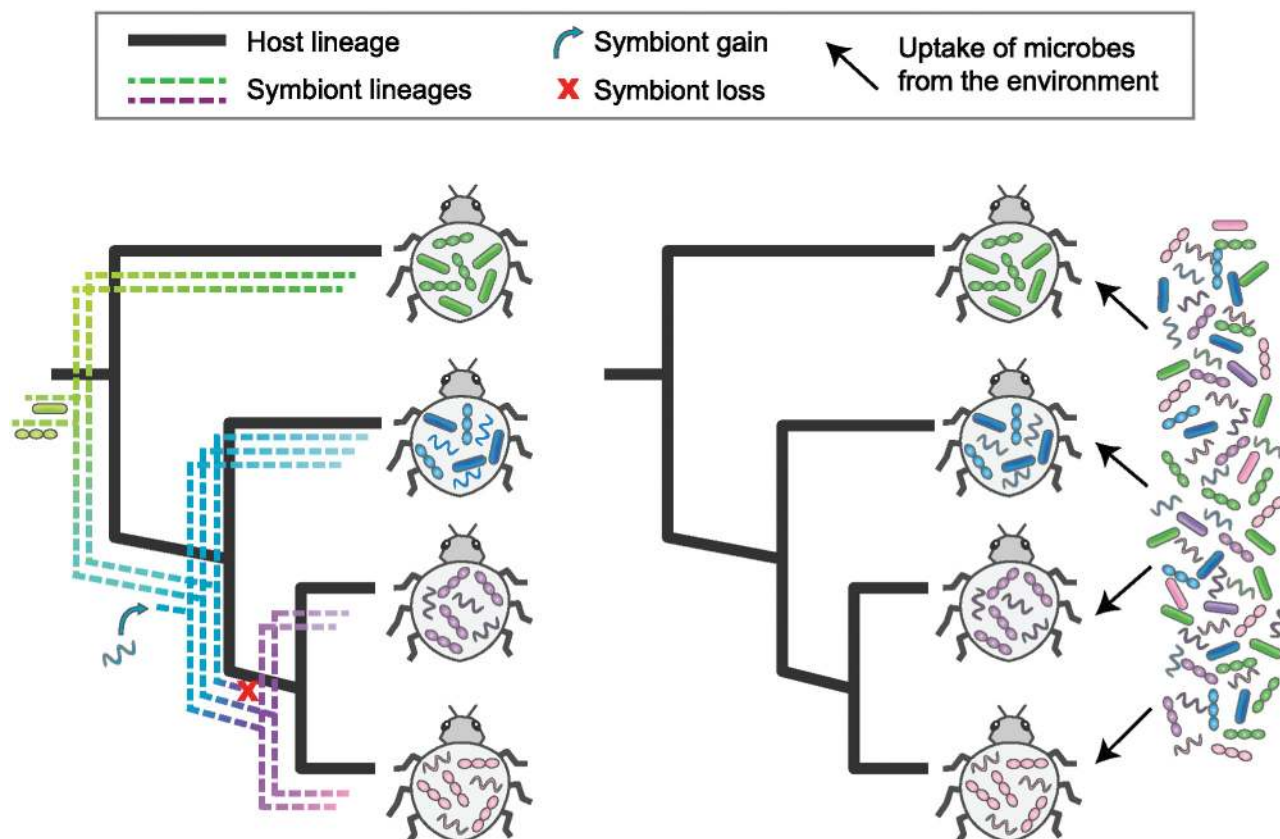 Host lineage
Symbiont lineages
Symbiont gain
Symbiont loss
Uptake of microbes
from the environment